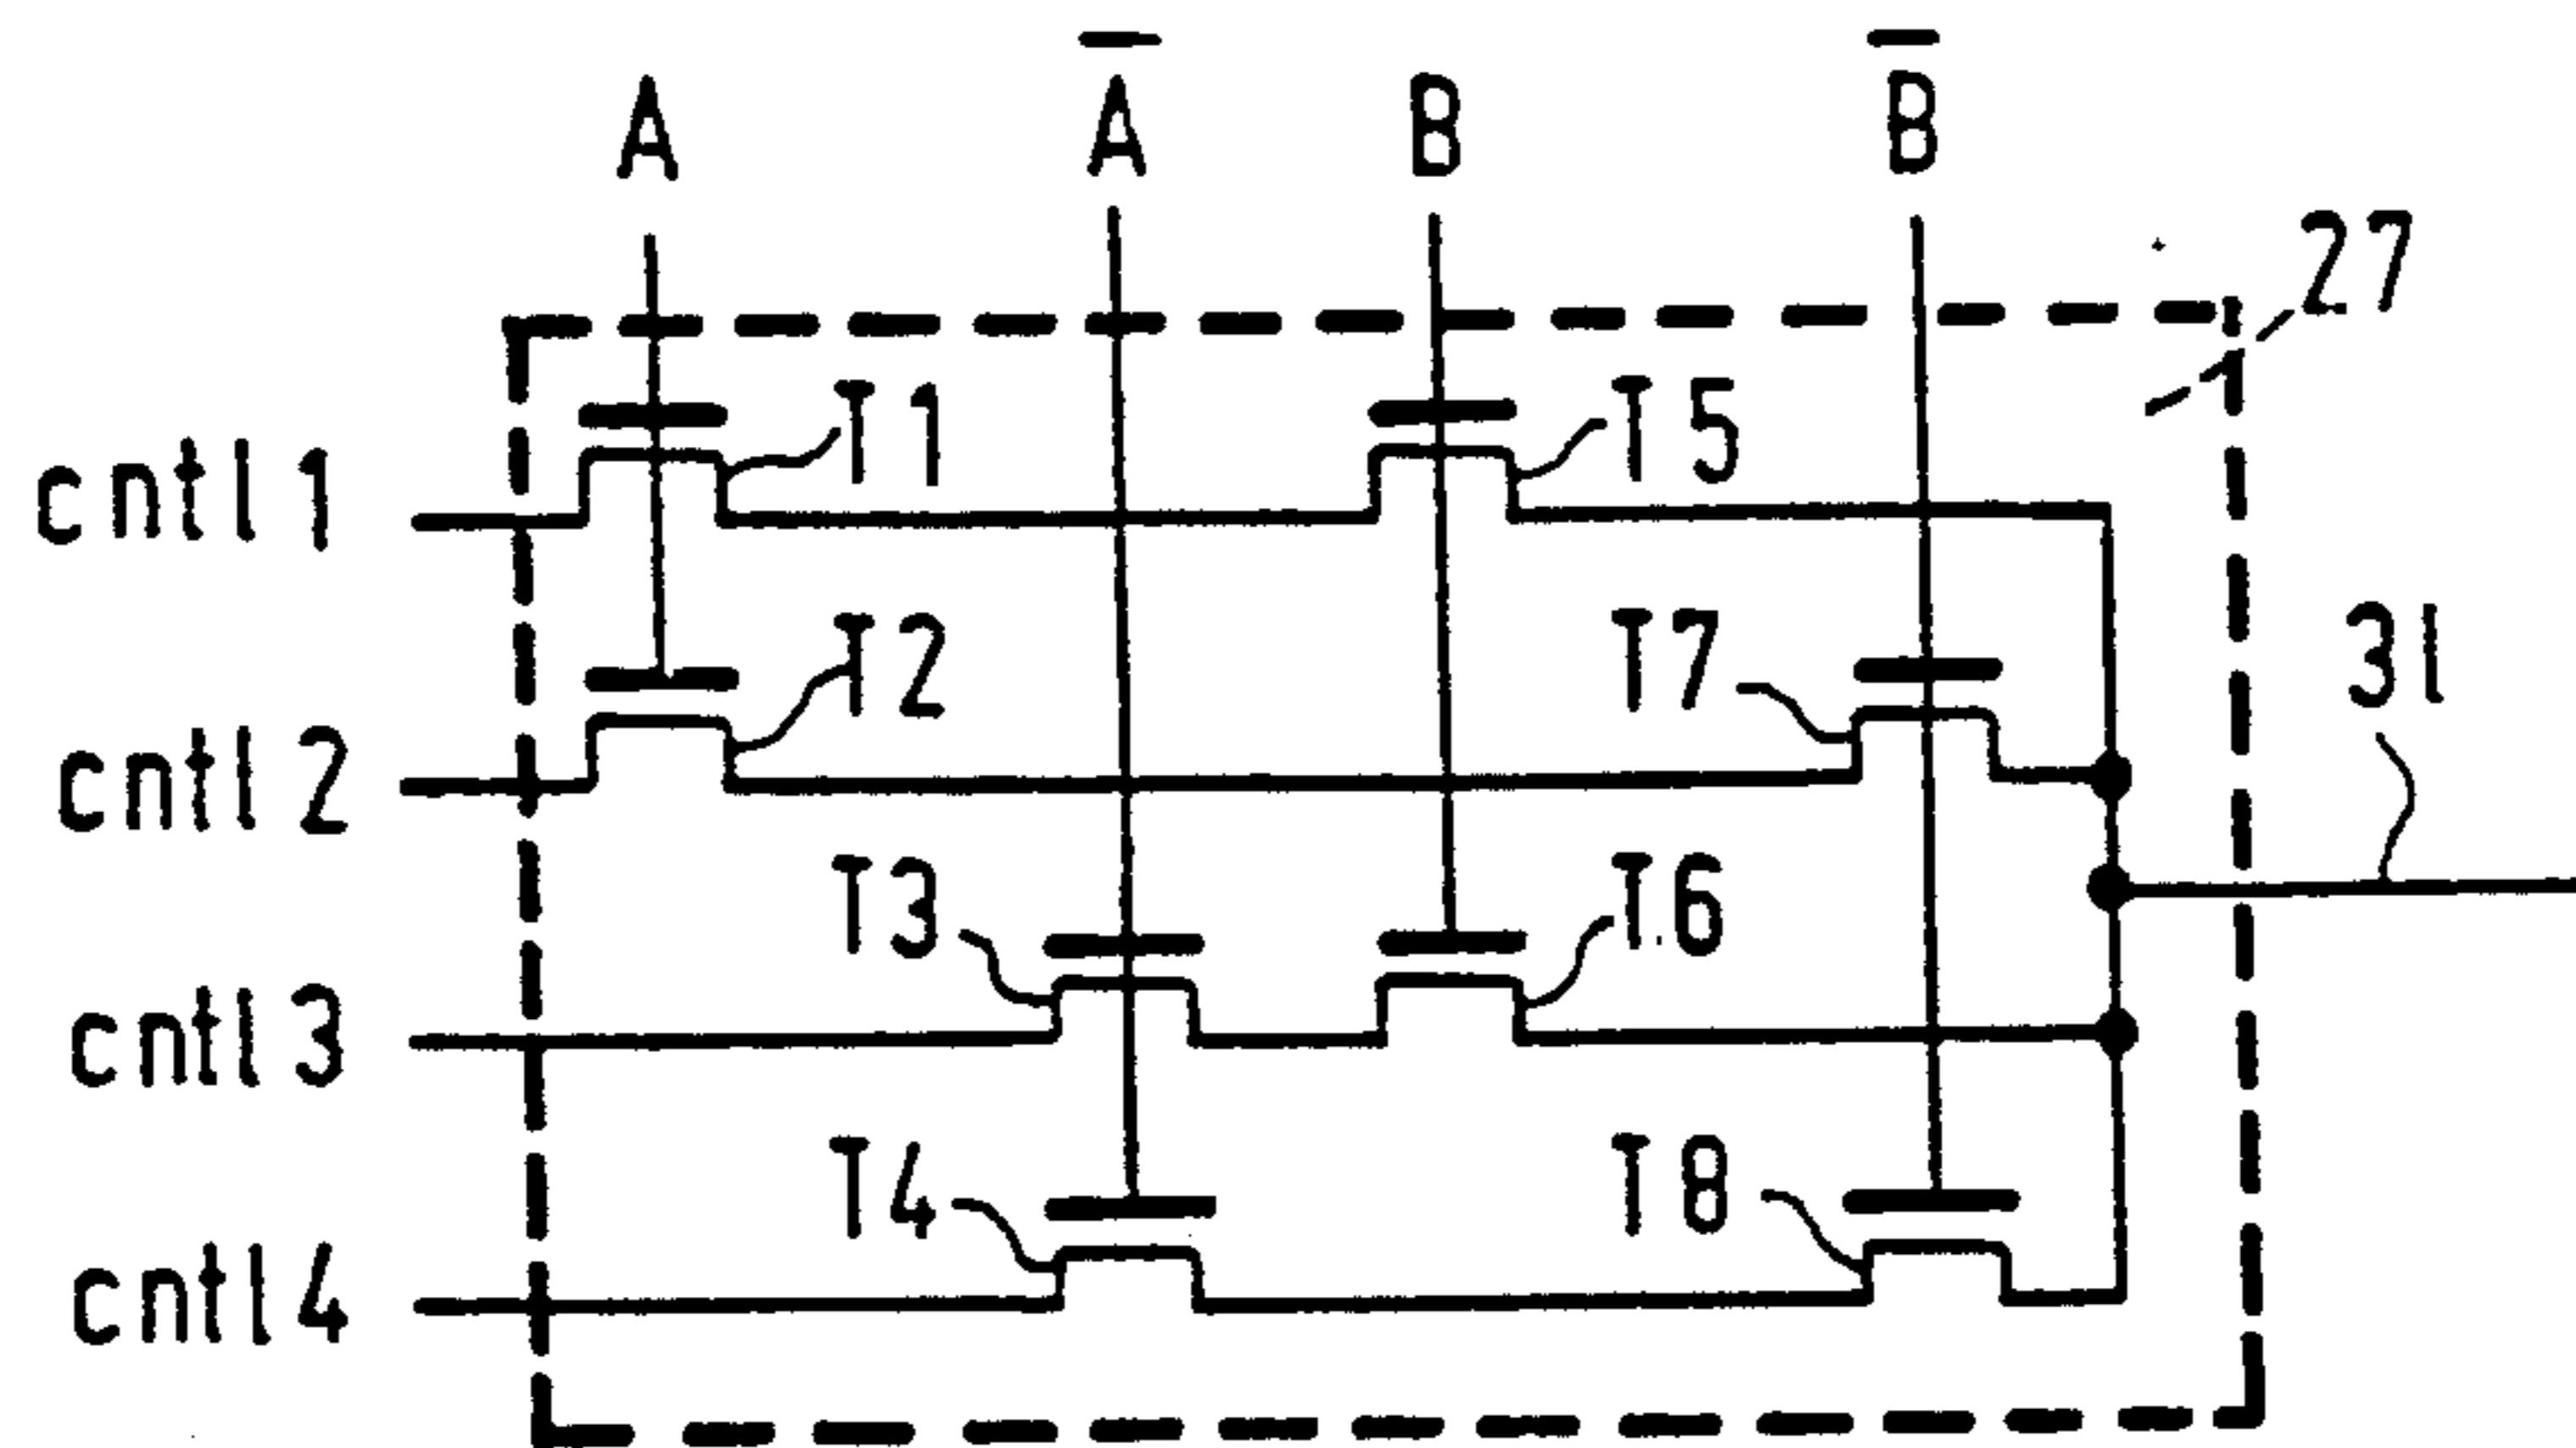 A Ā B B̄
27
T1 T5
cntl 1
T2 T7
31
cntl 2
T3 T6
cntl 3
T4 T8
cntl 4